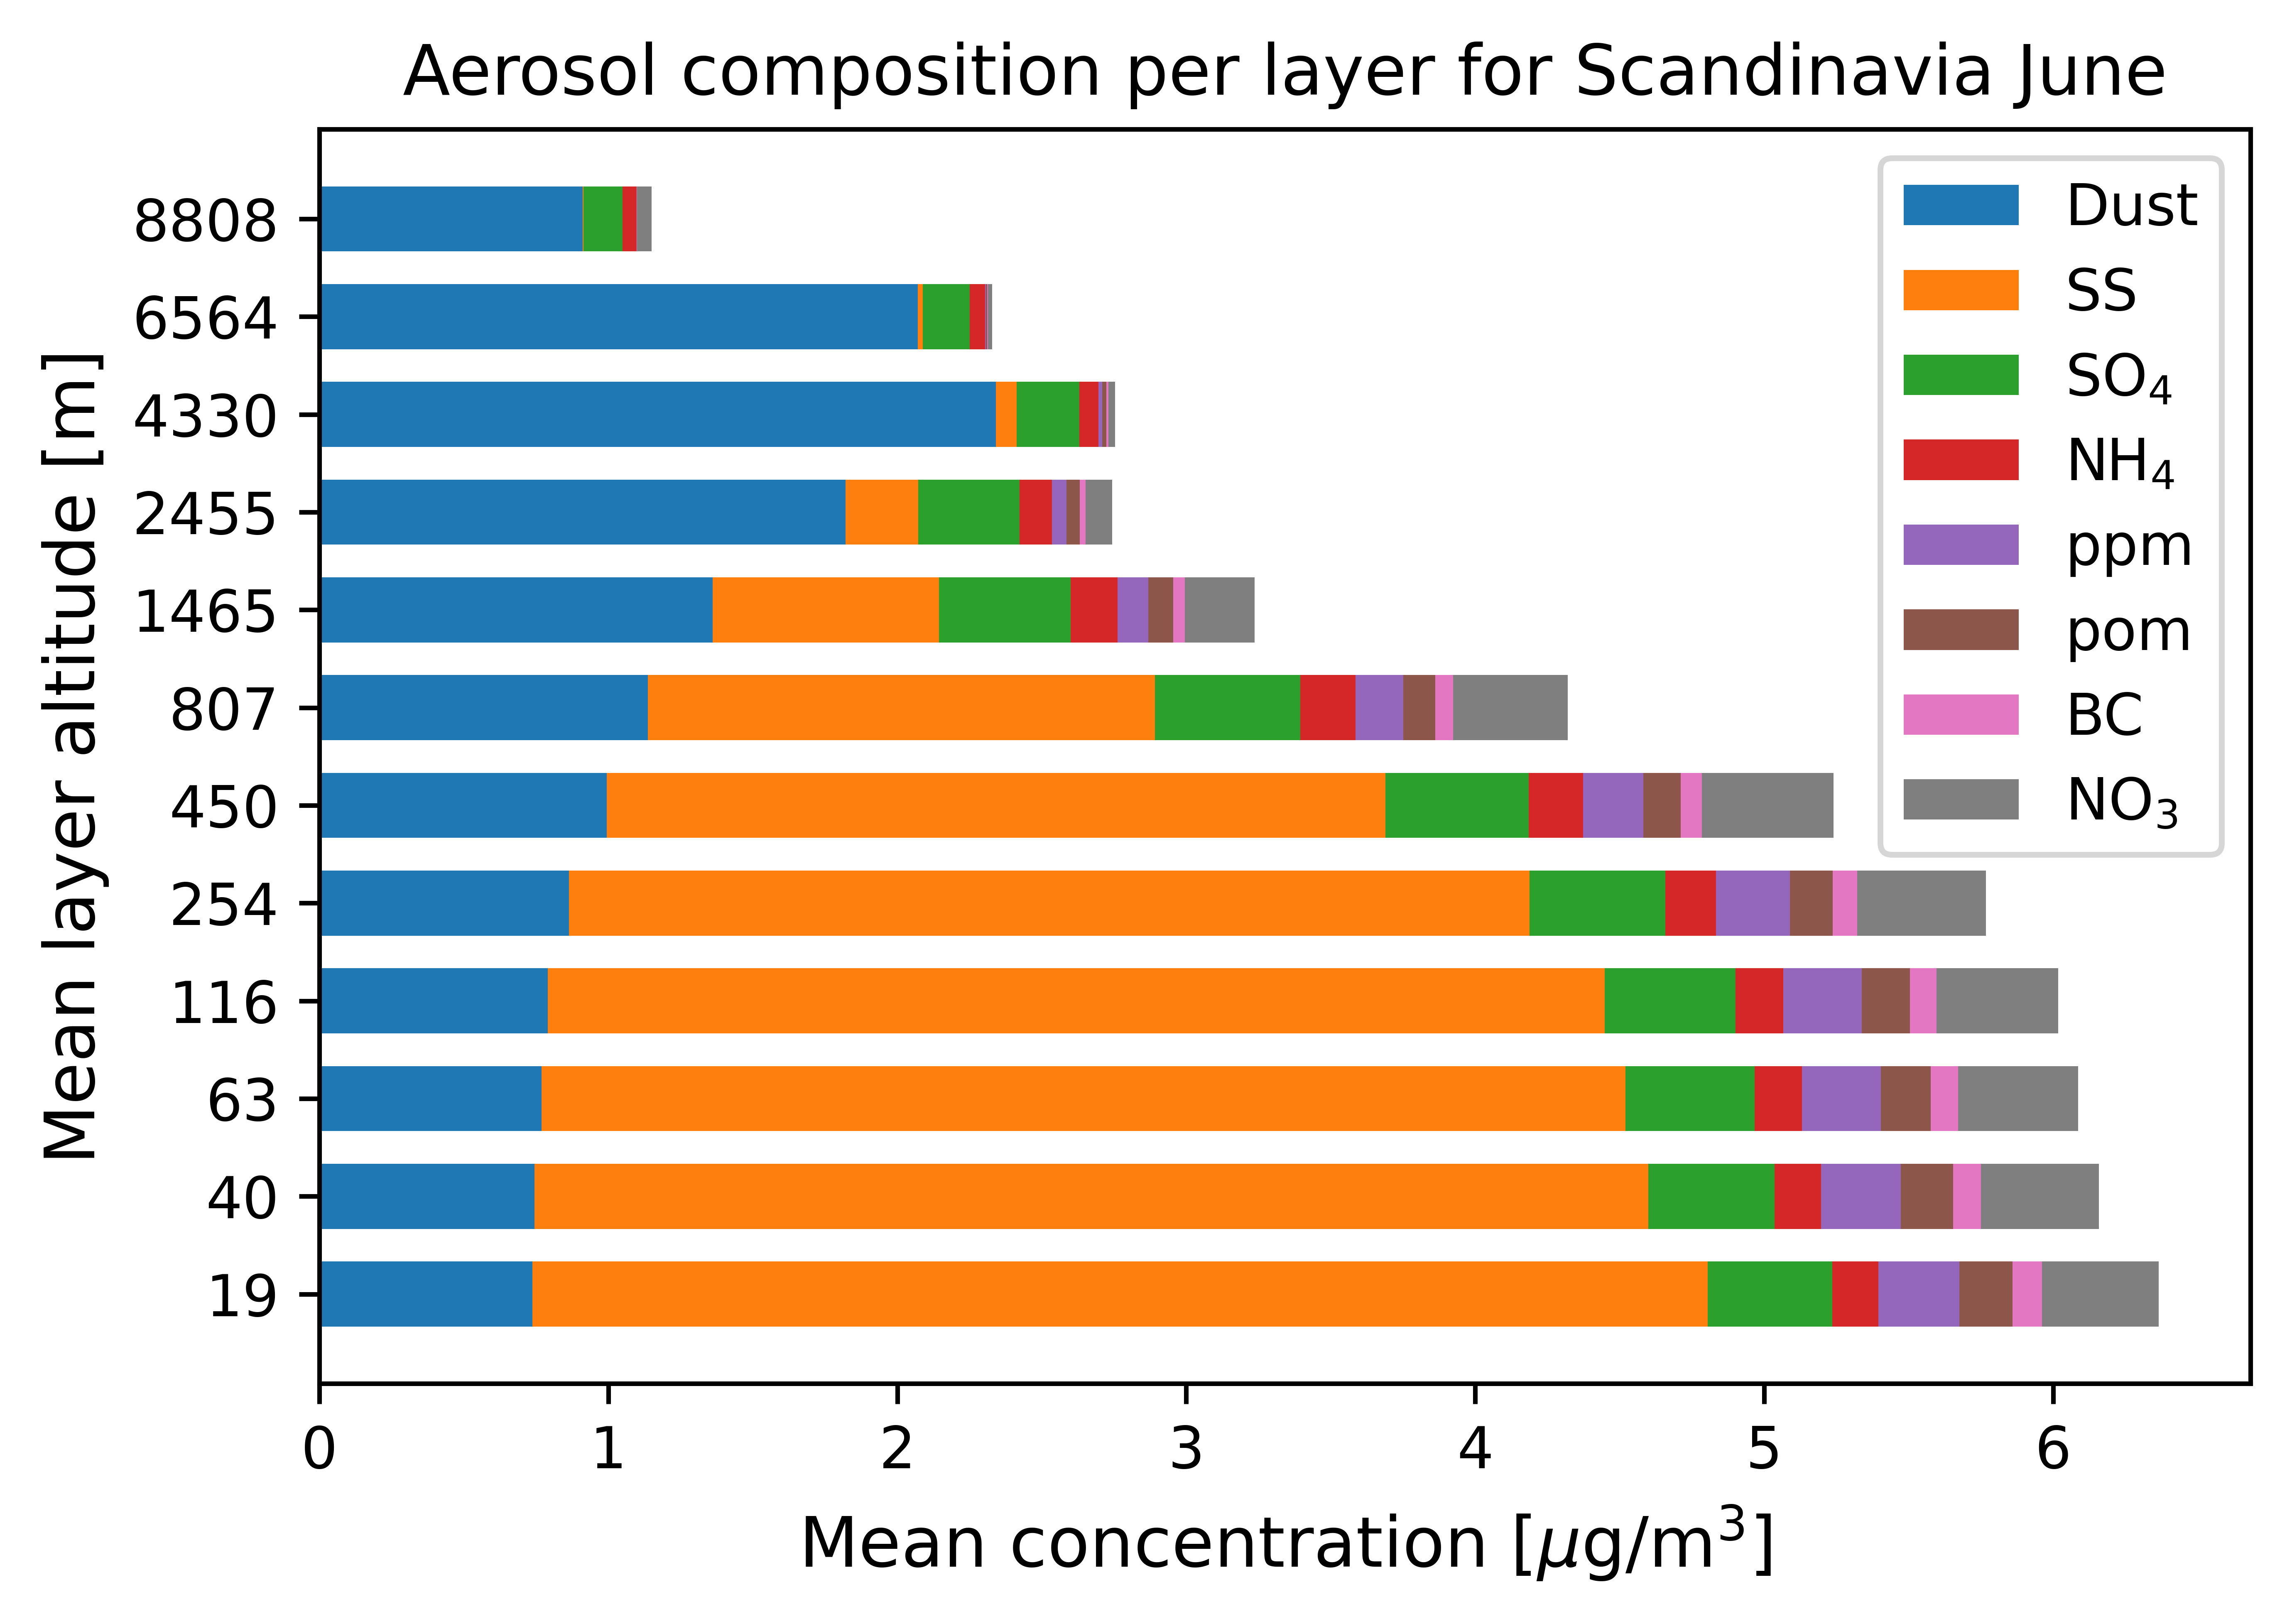 Aerosol composition per layer for Scandinavia June
Mean layer altitude [m]
8808
6564
4330
2455
1465
807
450
254
116
63
40
19
Dust
SS
SO₄
NH₄
ppm
pom
BC
NO₃
0 1 2 3 4 5 6
Mean concentration [μg/m³]